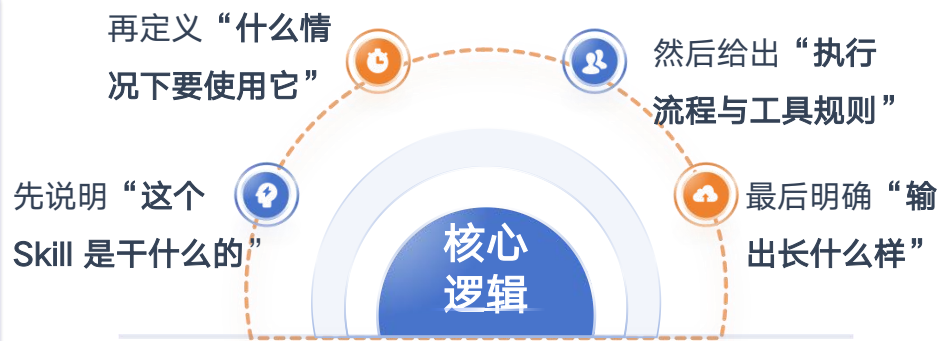 再定义“什么情
况下要使用它”
然后给出“执行
流程与工具规则”
先说明“这个
Skill 是干什么的”
最后明确“输
出长什么样”
核心
逻辑